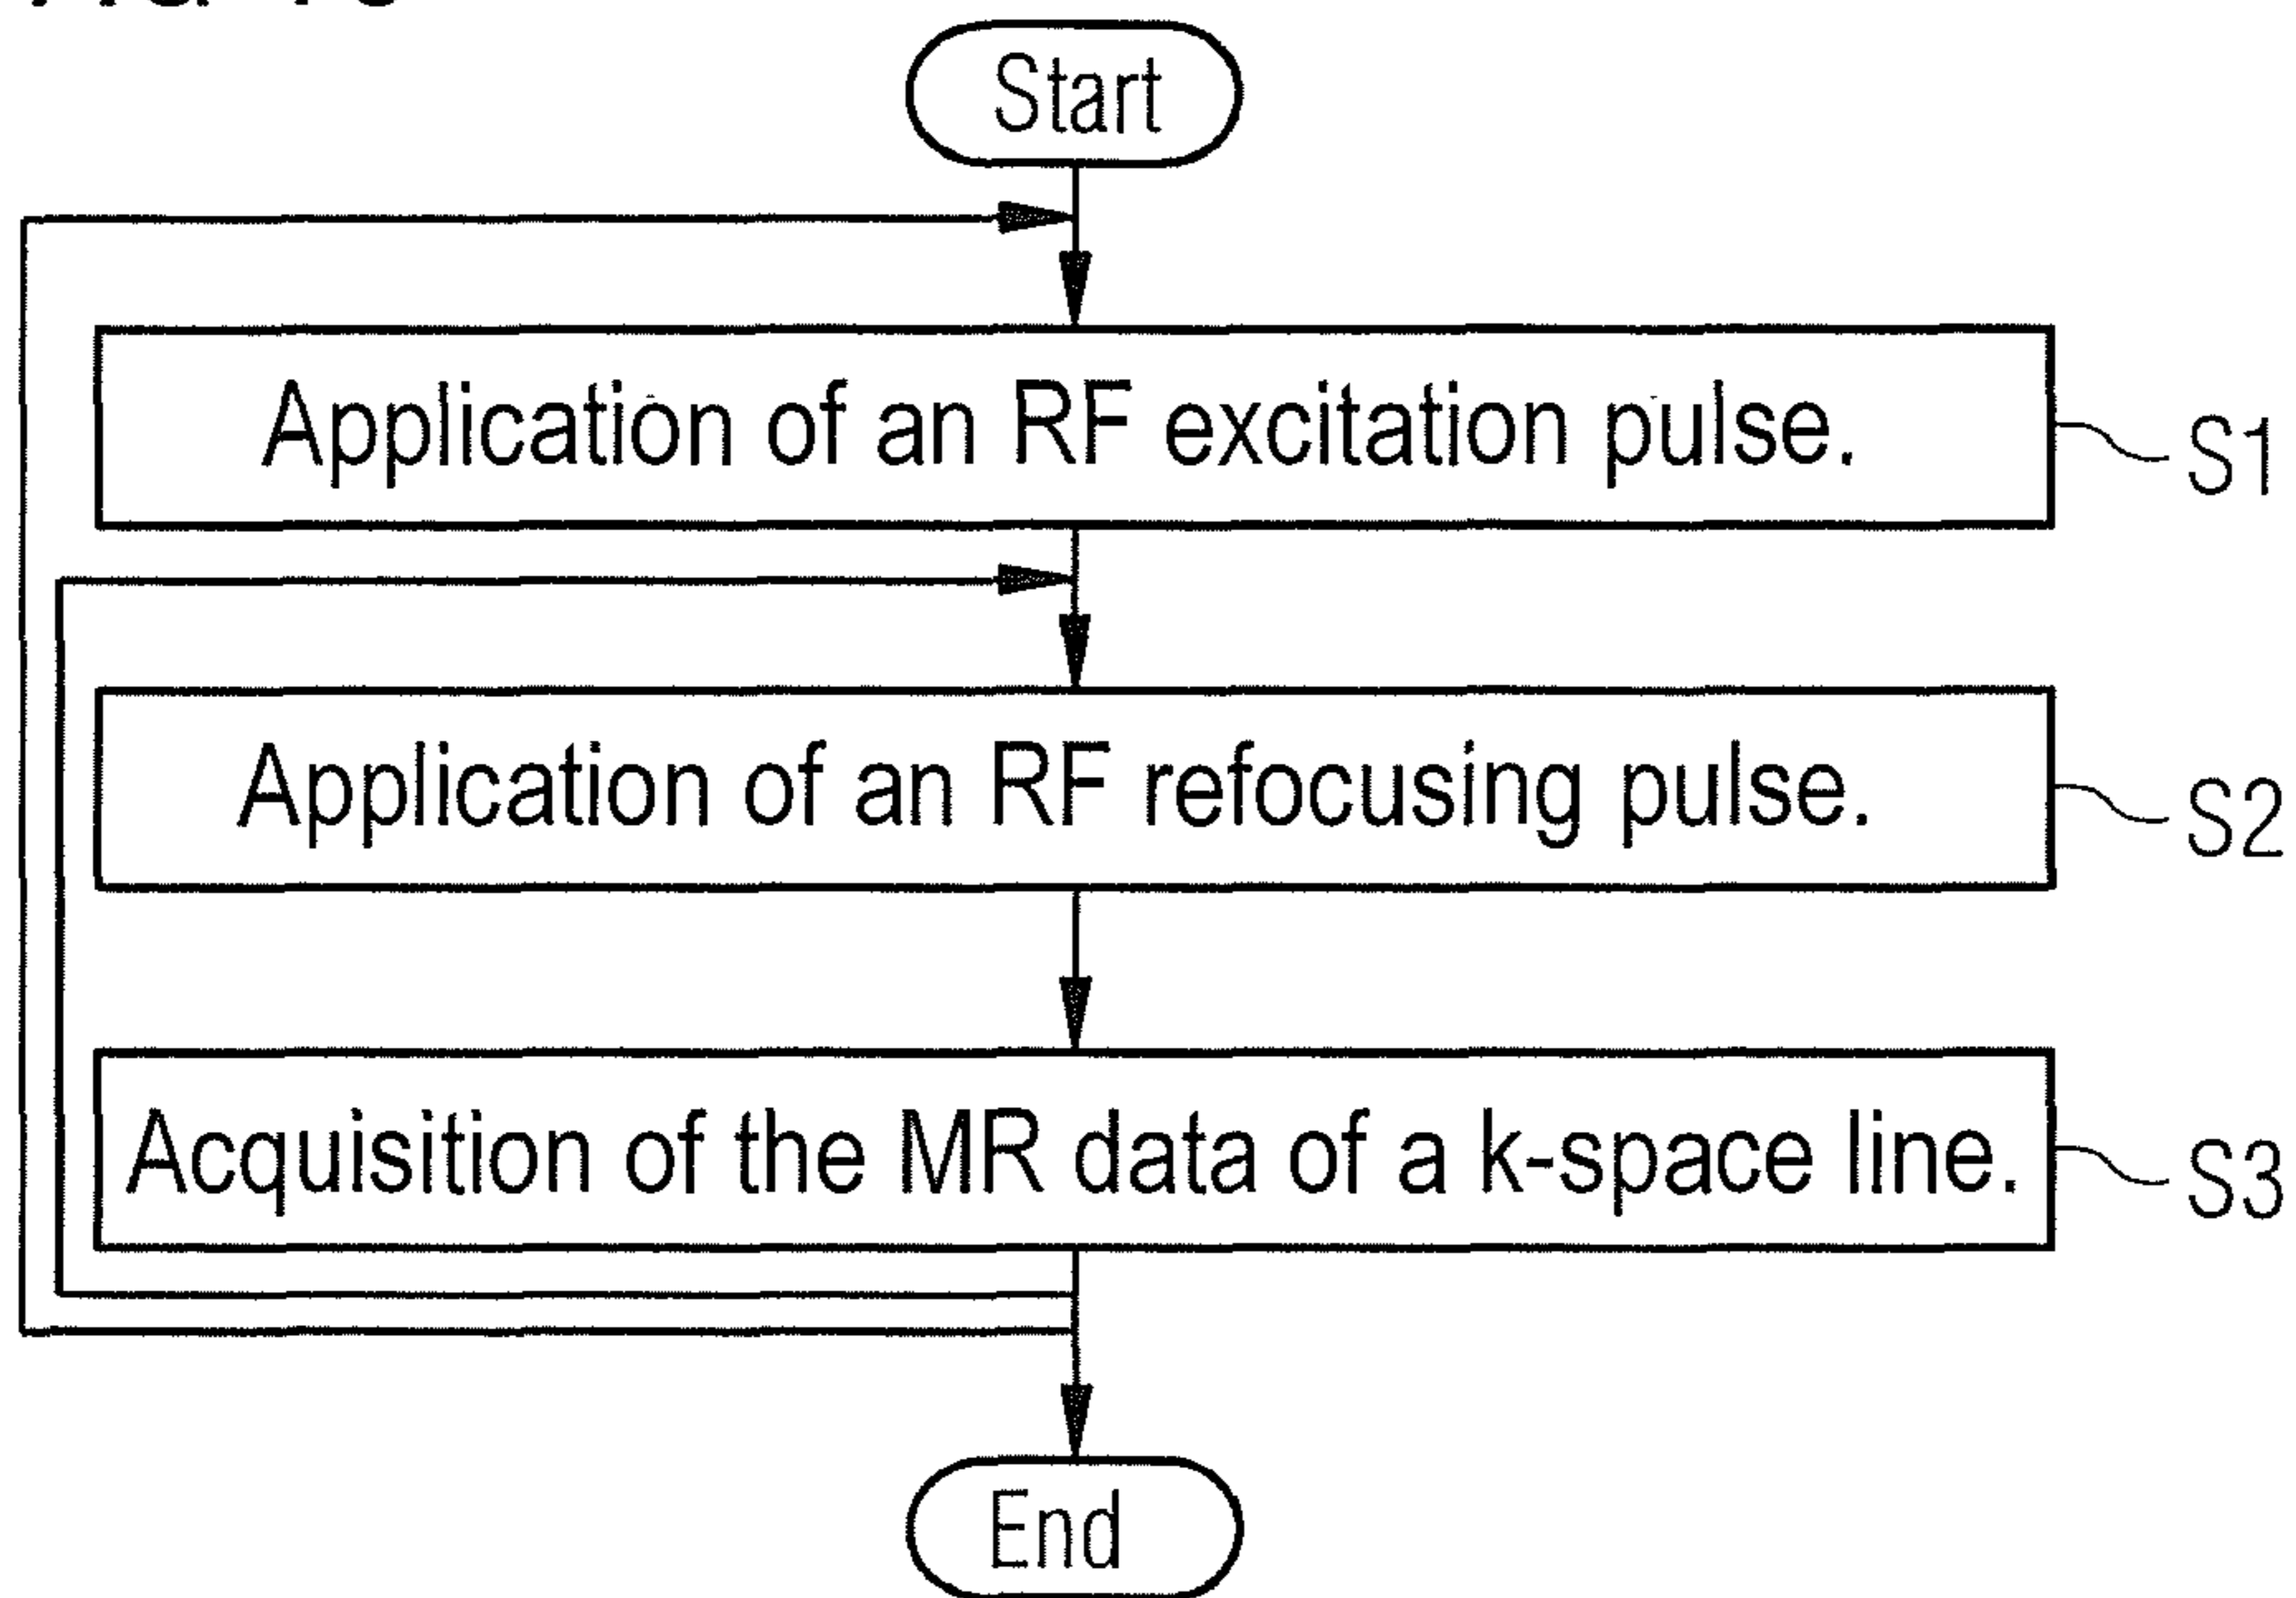 Start
Application of an RF excitation pulse.
S1
Application of an RF refocusing pulse.
S2
Acquisition of the MR data of a k-space line.
S3
End